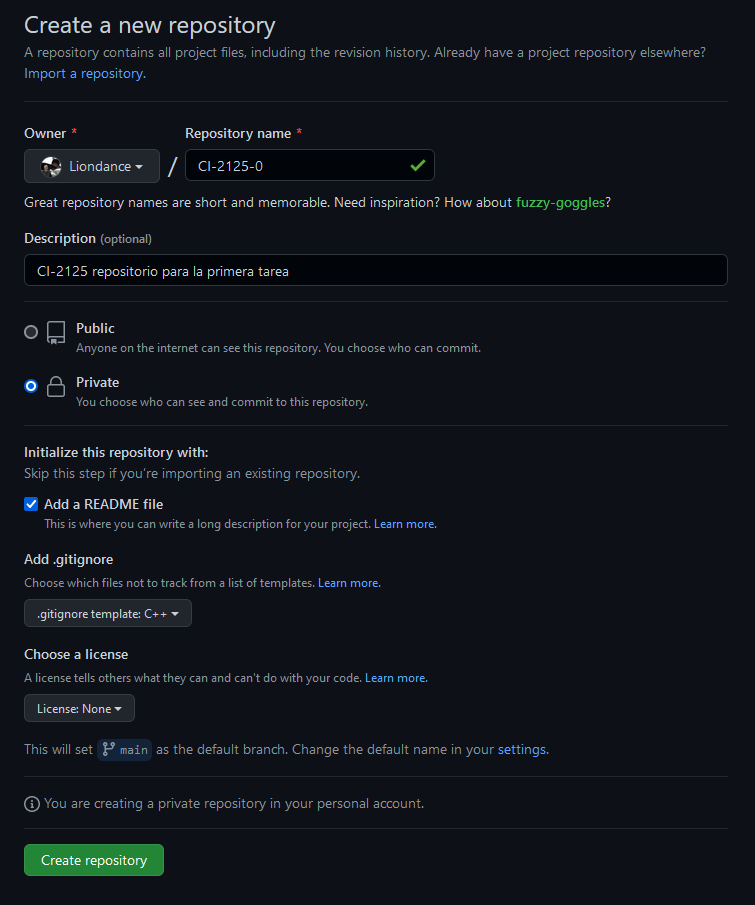 Create a new repository
A repository contains all project files, including the revision history. Already have a project repository elsewhere?
Import a repository.
Owner * Repository name *
Liondance / CI-2125-0
Great repository names are short and memorable. Need inspiration? How about fuzzy-goggles?
Description (optional)
CI-2125 repositorio para la primera tarea
Public
Anyone on the internet can see this repository. You choose who can commit.
Private
You choose who can see and commit to this repository.
Initialize this repository with:
Skip this step if you're importing an existing repository.
Add a README file
This is where you can write a long description for your project. Learn more.
Add .gitignore
Choose which files not to track from a list of templates. Learn more.
.gitignore template: C++
Choose a license
A license tells others what they can and can't do with your code. Learn more.
License: None
This will set main as the default branch. Change the default name in your settings.
You are creating a private repository in your personal account.
Create repository